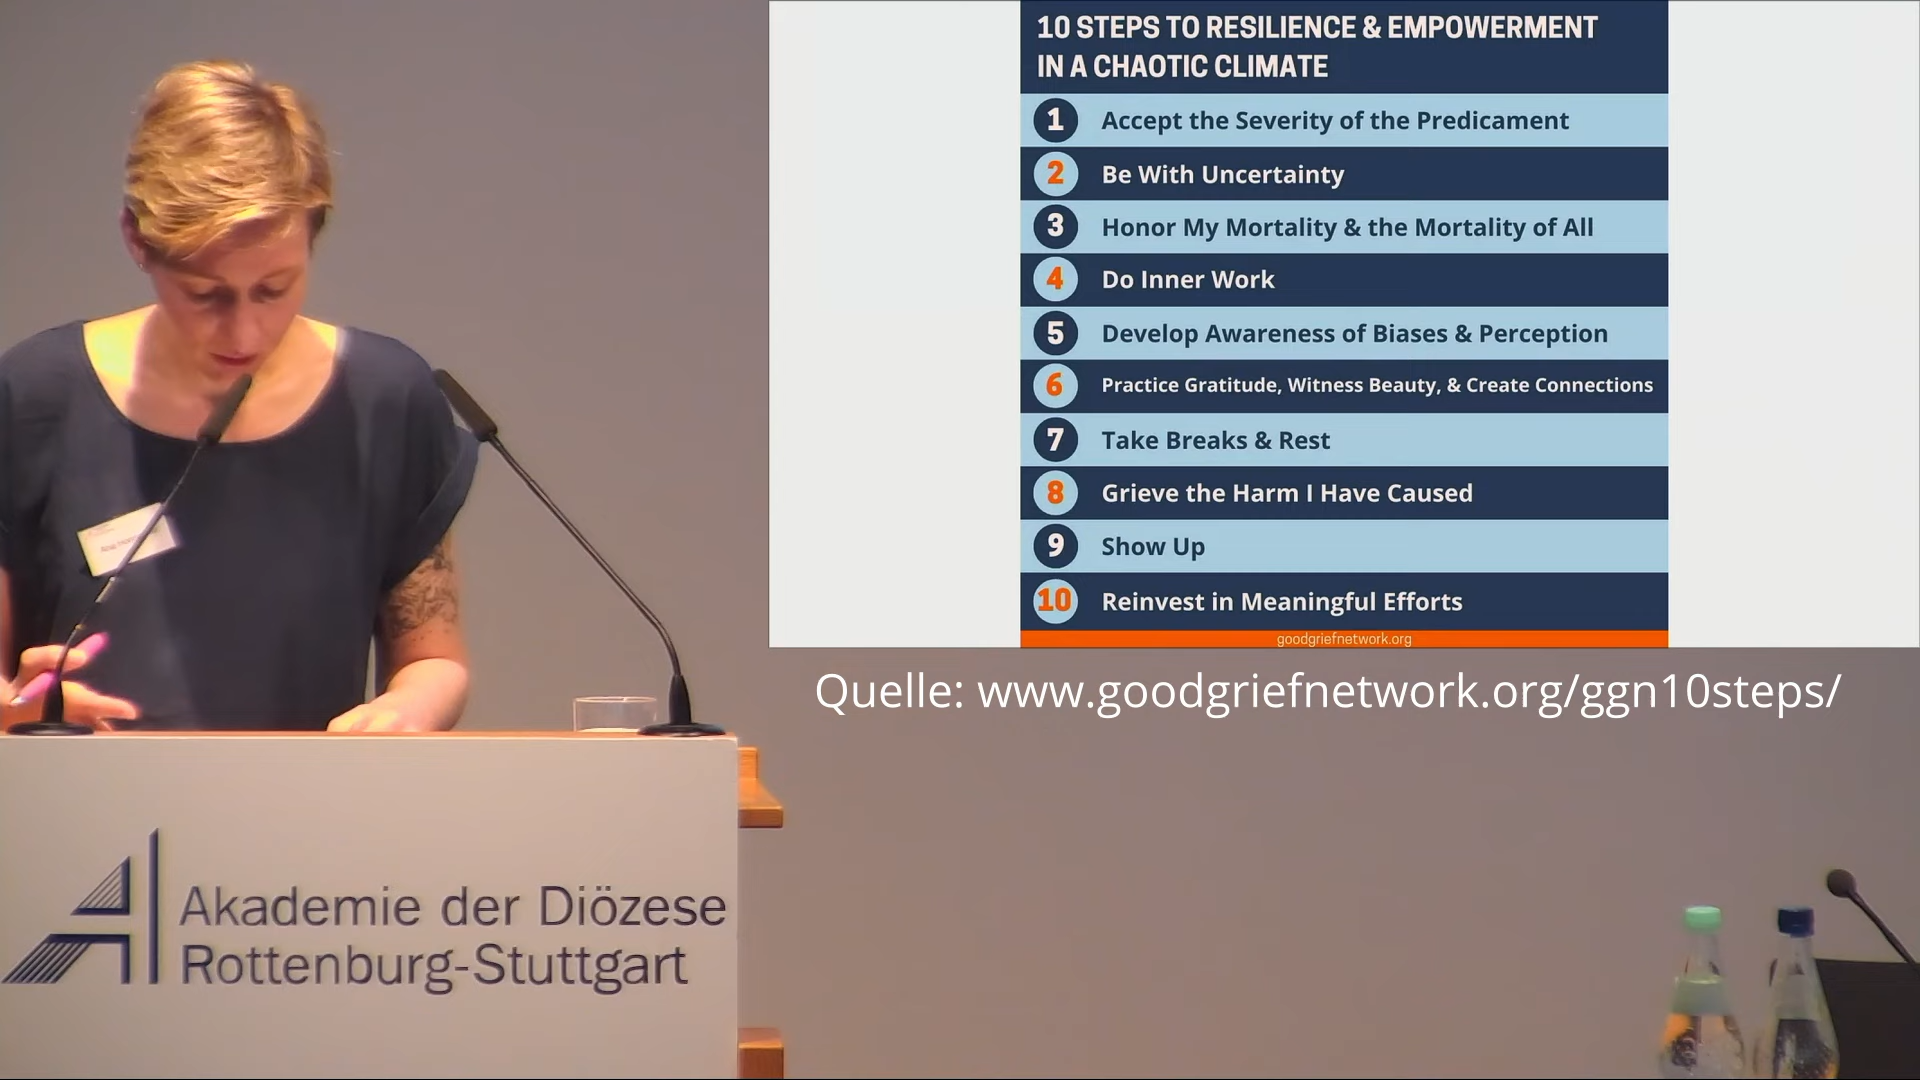 10 STEPS TO RESILIENCE & EMPOWERMENT
IN A CHAOTIC CLIMATE
1 Accept the Severity of the Predicament
2 Be With Uncertainty
3 Honor My Mortality & the Mortality of All
4 Do Inner Work
5 Develop Awareness of Biases & Perception
6 Practice Gratitude, Witness Beauty, & Create Connections
7 Take Breaks & Rest
8 Grieve the Harm I Have Caused
9 Show Up
10 Reinvest in Meaningful Efforts
goodgriefnetwork.org
Quelle: www.goodgriefnetwork.org/ggn10steps/
Akademie der Diözese
Rottenburg-Stuttgart